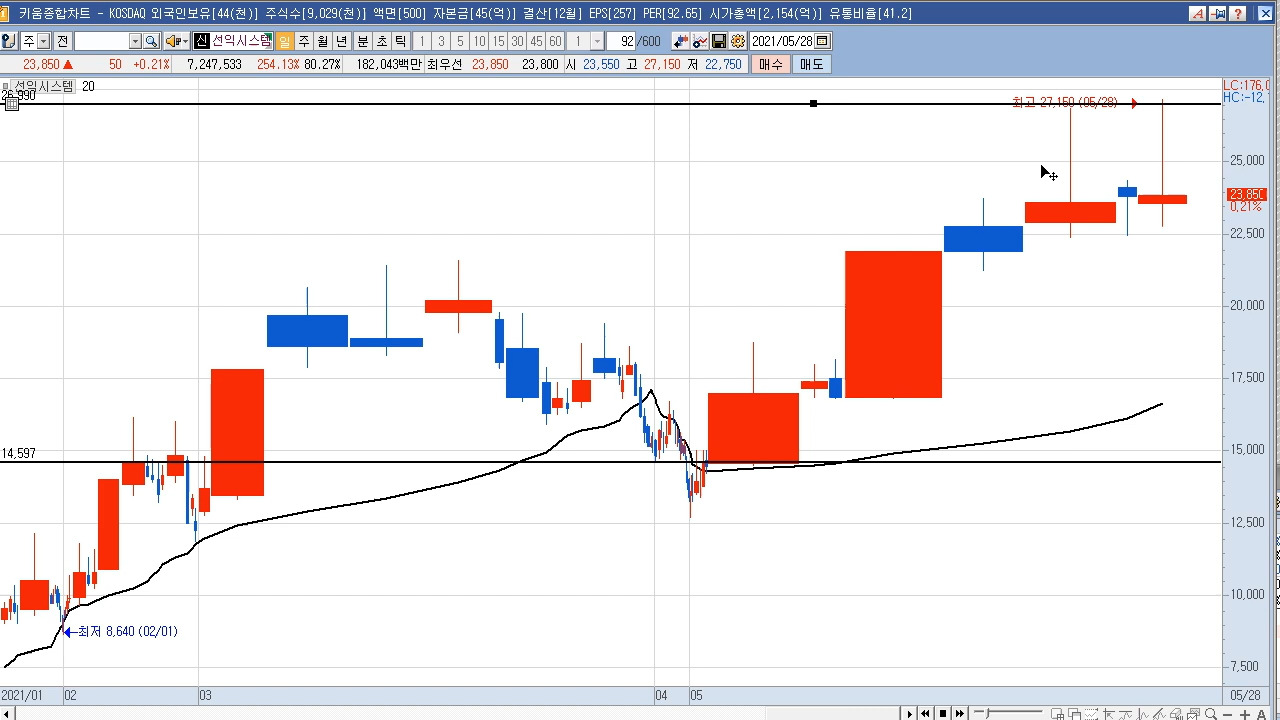 키움종합차트 - KOSDAQ 외국인보유[44(천)] 주식수[9,029(천)] 액면[500] 자본금[45(억)] 결산[12월] EPS[257] PER[92.65] 시가총액[2,154(억)] 유통비율[41.2]
주 전 신 선익시스템 일 주 월 년 분 초 틱 1 3 5 10 15 30 45 60 1 92 /600 2021/05/28
23,850 ▲ 50 +0.21% 7,247,533 254.13% 80.27% 182,043백만 최우선 23,850 23,800 시 23,550 고 27,150 저 22,750 매수 매도
선익시스템 20
LC:176,0
26,990
HC:-12,
최고 27,150 (05/28)
25,000
23,850
0,21%
22,500
20,000
17,500
14,597
15,000
12,500
10,000
최저 8,640 (02/01)
7,500
2021/01 02 03 04 05 05/28
A